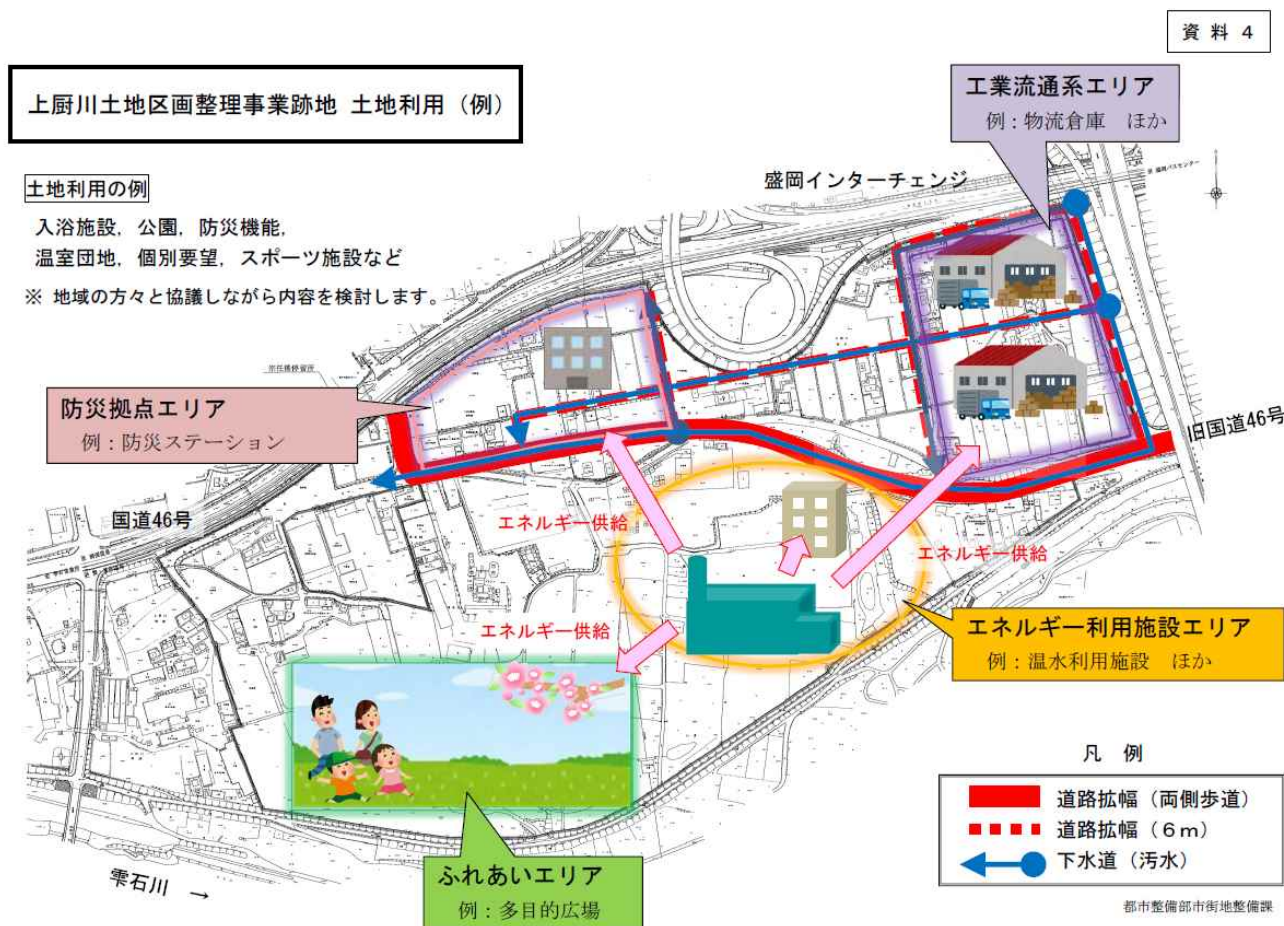 資料 4
上厨川土地区画整理事業跡地 土地利用（例）
工業流通系エリア
例：物流倉庫 ほか
土地利用の例
入浴施設，公園，防災機能，
温室団地，個別要望，スポーツ施設など
※ 地域の方々と協議しながら内容を検討します。
盛岡インターチェンジ
至 盛岡バスセンター
防災拠点エリア
例：防災ステーション
旧国道46号
国道46号
エネルギー供給
エネルギー供給
エネルギー供給
エネルギー利用施設エリア
例：温水利用施設 ほか
凡 例
道路拡幅（両側歩道）
道路拡幅（６ｍ）
下水道（汚水）
ふれあいエリア
例：多目的広場
雫石川 →
都市整備部市街地整備課